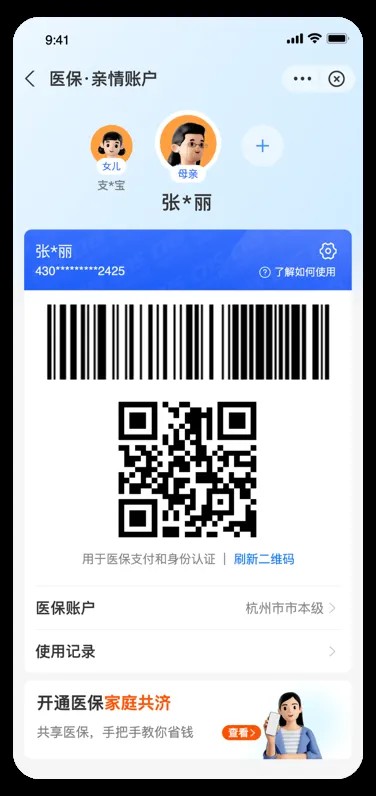 9:41
医保·亲情账户
女儿
支*宝
母亲
张*丽
张*丽
430*********2425
了解如何使用
用于医保支付和身份认证 | 刷新二维码
医保账户 杭州市市本级
使用记录
开通医保家庭共济
共享医保，手把手教你省钱 查看